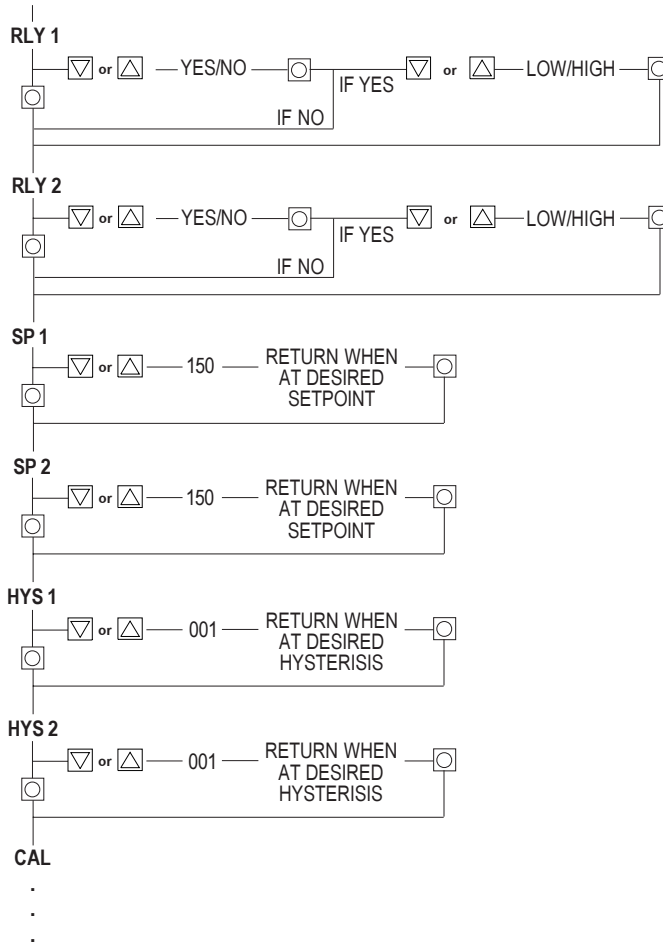 RLY 1
or YES/NO IF YES or LOW/HIGH
IF NO
RLY 2
or YES/NO IF YES or LOW/HIGH
IF NO
SP 1
or 150 RETURN WHEN
AT DESIRED
SETPOINT
SP 2
or 150 RETURN WHEN
AT DESIRED
SETPOINT
HYS 1
or 001 RETURN WHEN
AT DESIRED
HYSTERISIS
HYS 2
or 001 RETURN WHEN
AT DESIRED
HYSTERISIS
CAL
.
.
.